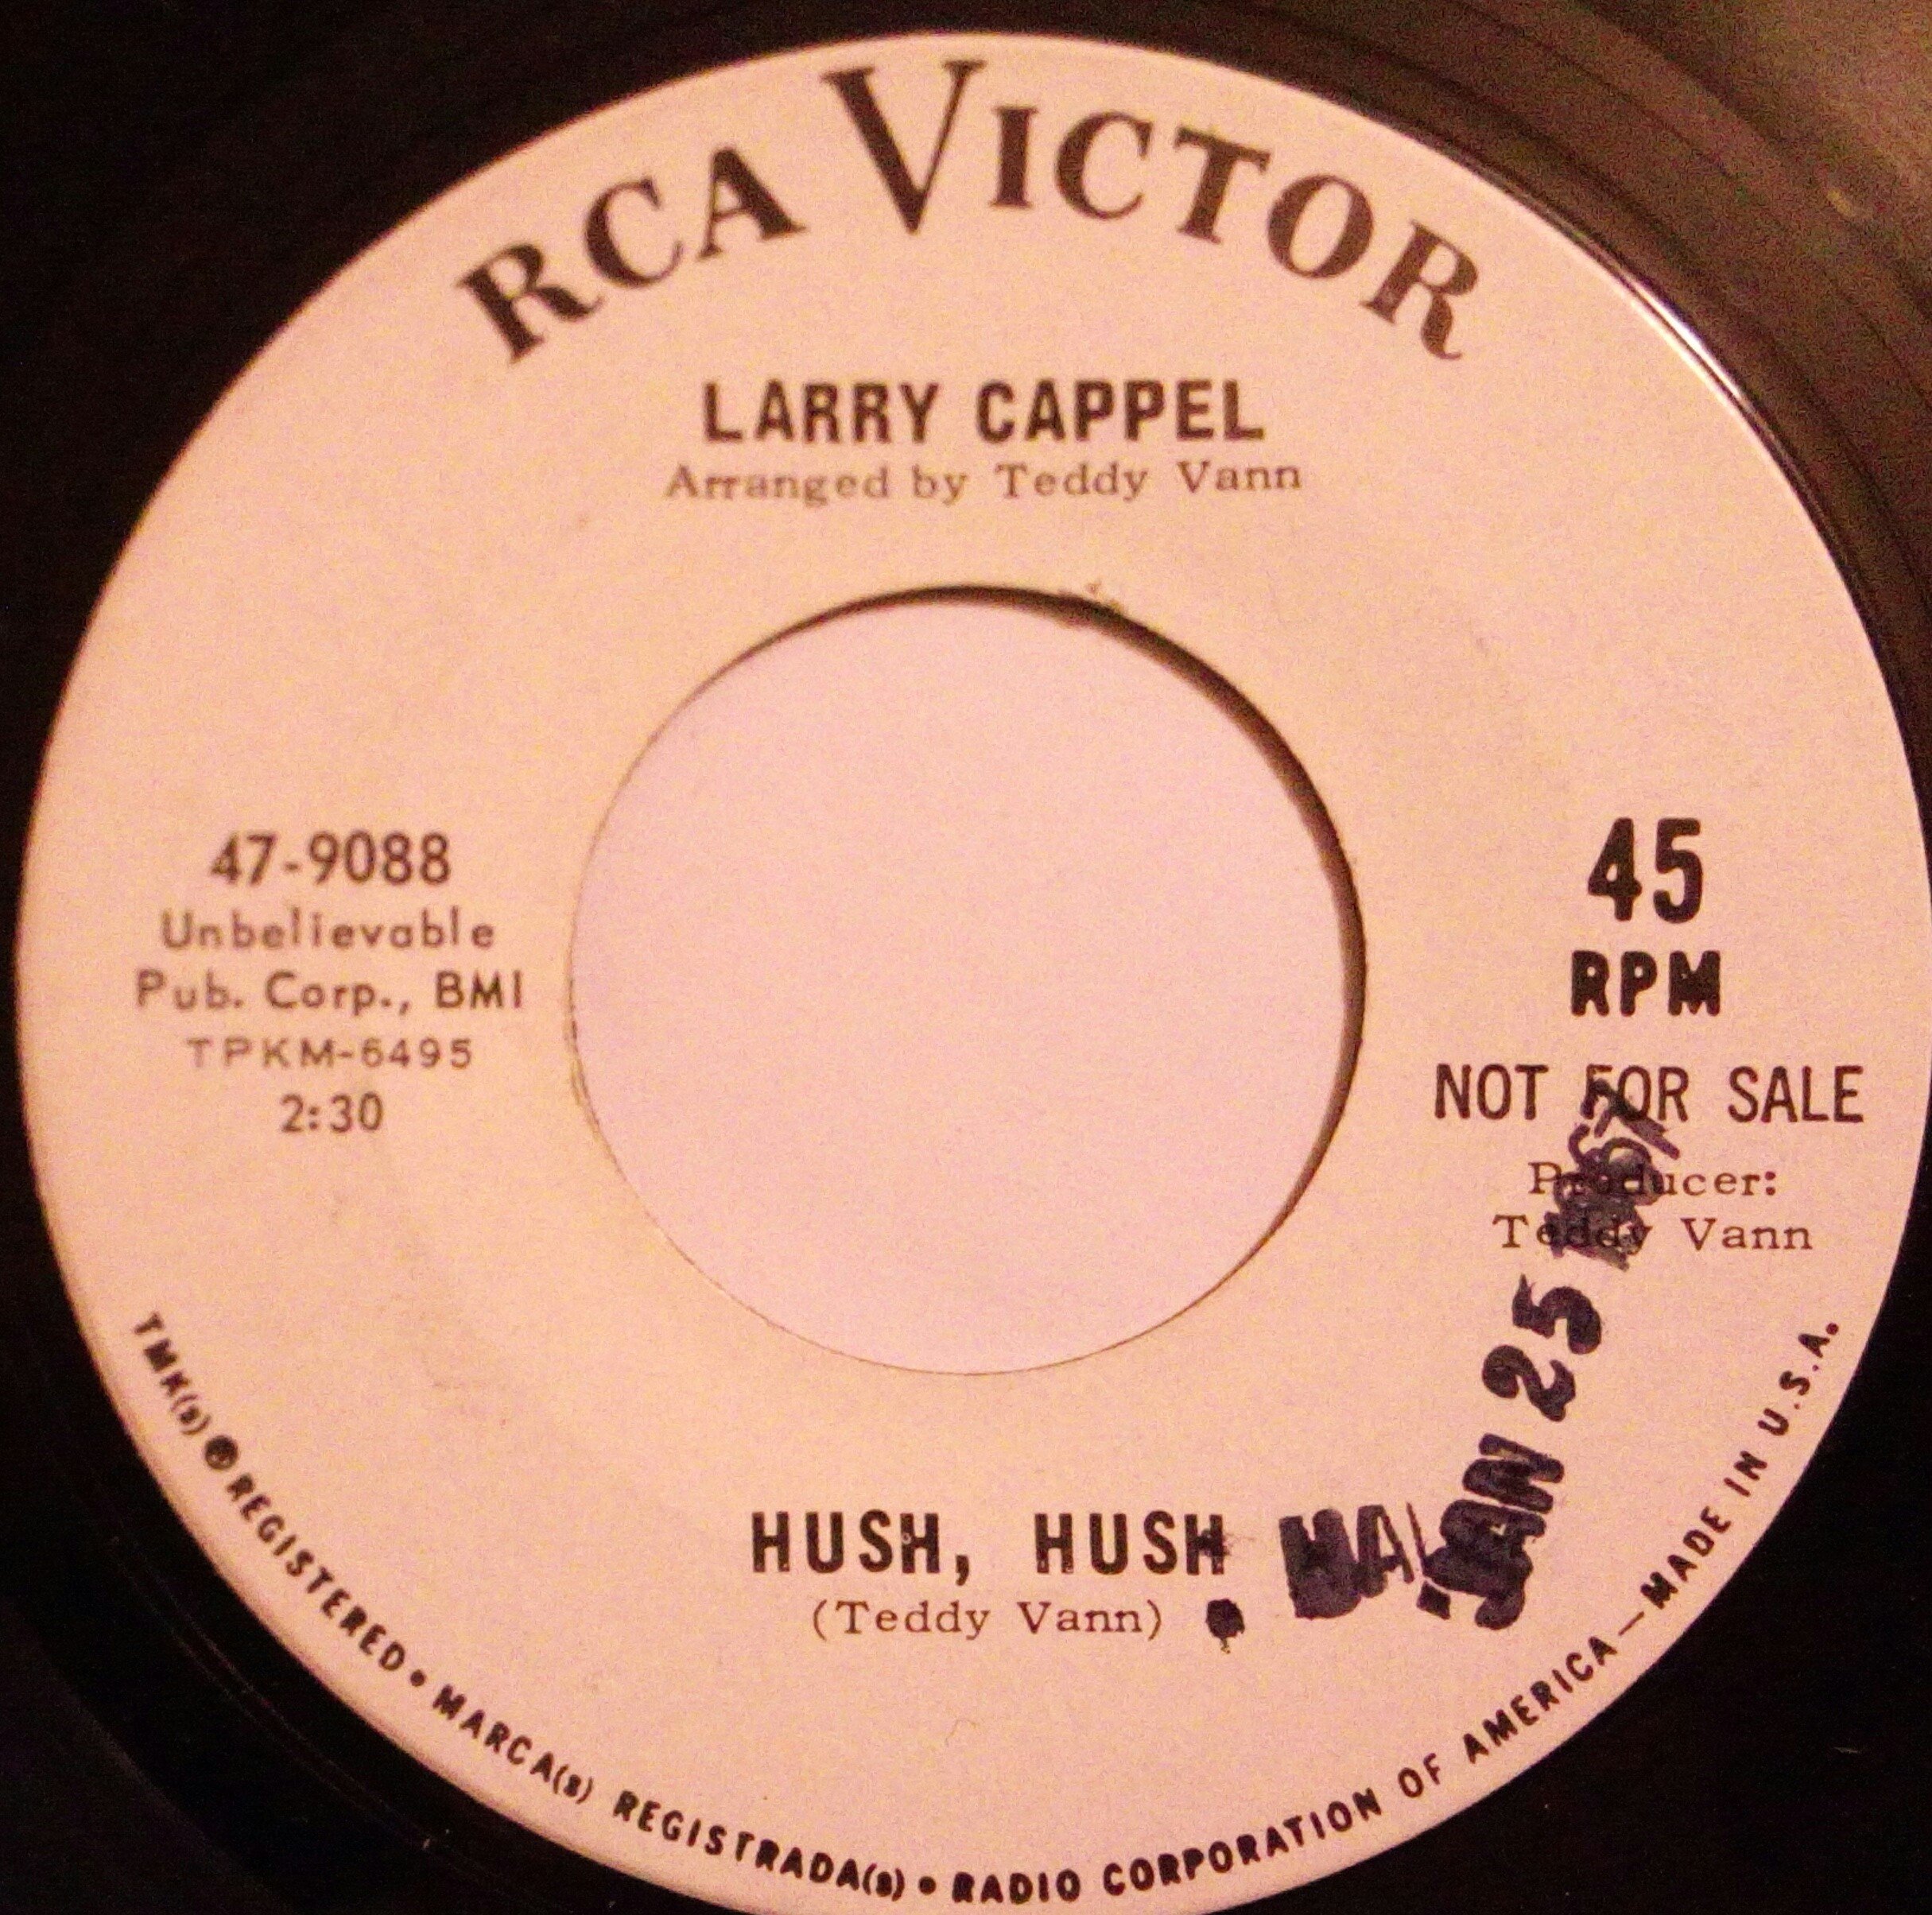 RCA VICTOR
LARRY CAPPEL
Arranged by Teddy Vann
47-9088
Unbelievable
Pub. Corp., BMI
TPKM-6495
2:30
45
RPM
NOT FOR SALE
Producer:
Teddy Vann
JAN 25 1967
HUSH, HUSH
(Teddy Vann)
TMK(s) ® REGISTERED • MARCA(s) REGISTRADA(s) • RADIO CORPORATION OF AMERICA—MADE IN U.S.A.